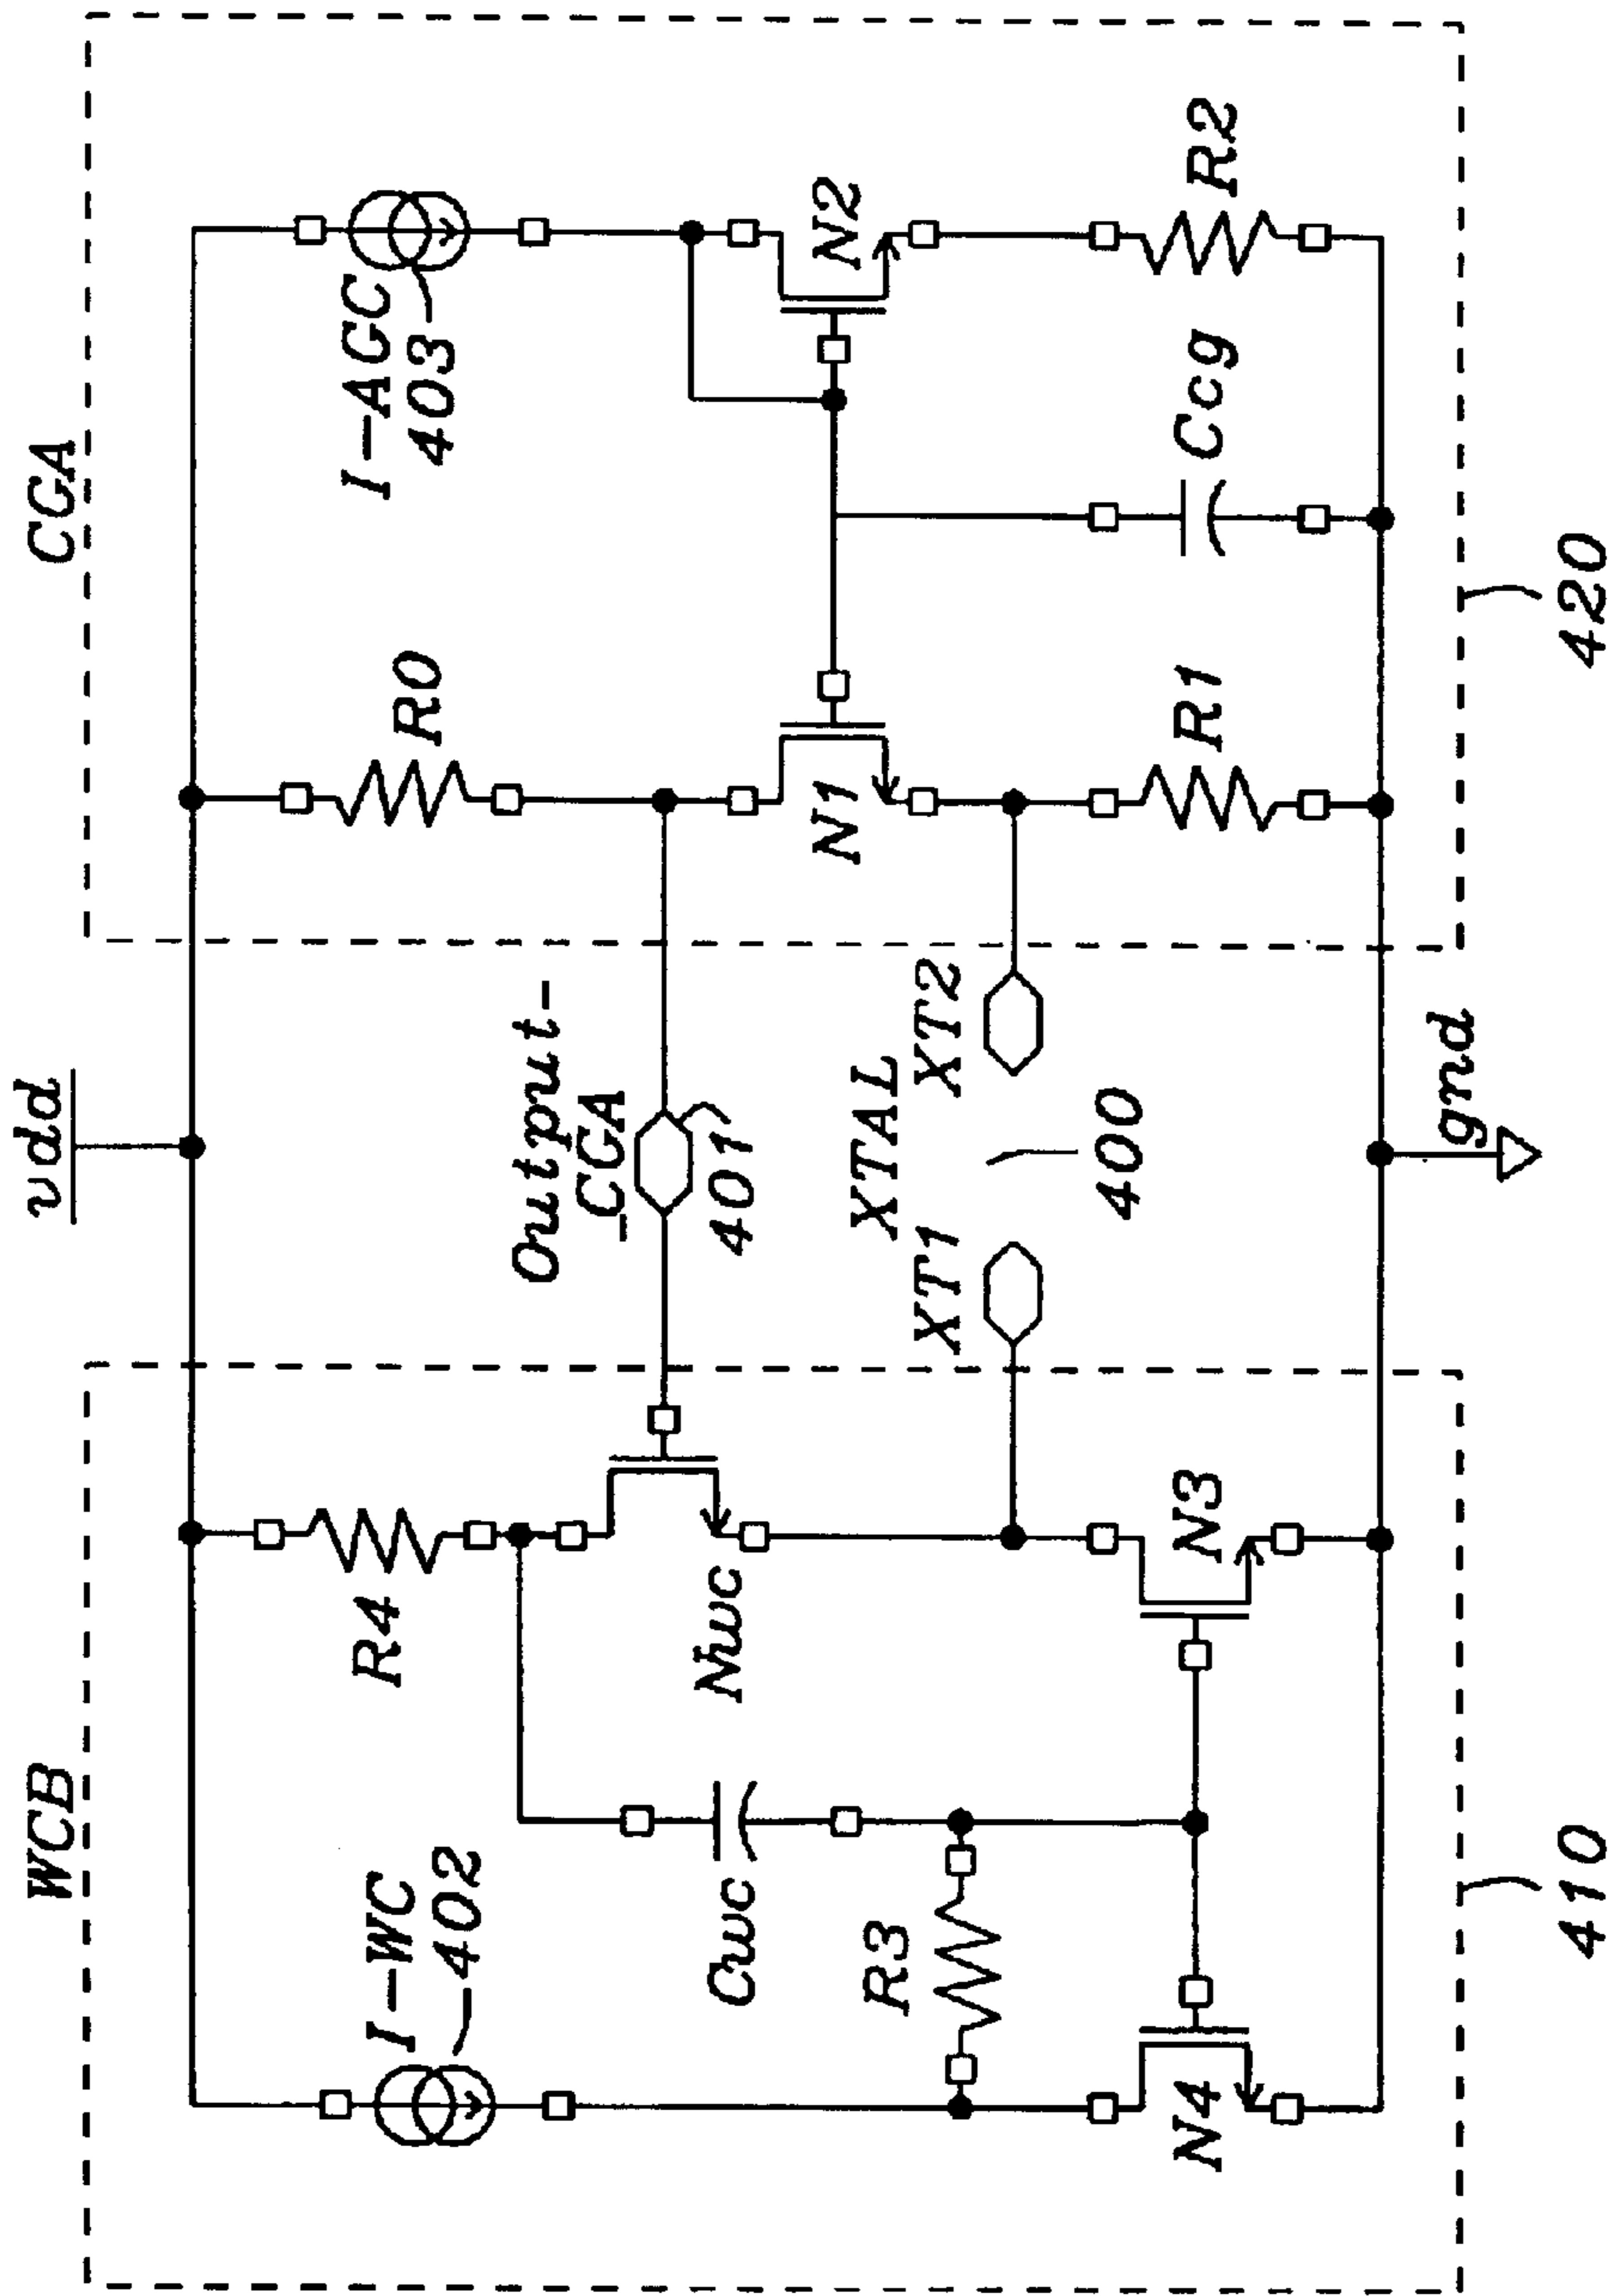 vdd
WCB
CGA
I-WC
402
R4
Output-
_CGA
401
R0
I-AGC
403
Cwc
Nwc
N1
N2
R3
XTAL
XT1
XT2
400
N4
N3
R1
Ccg
R2
gnd
410
420